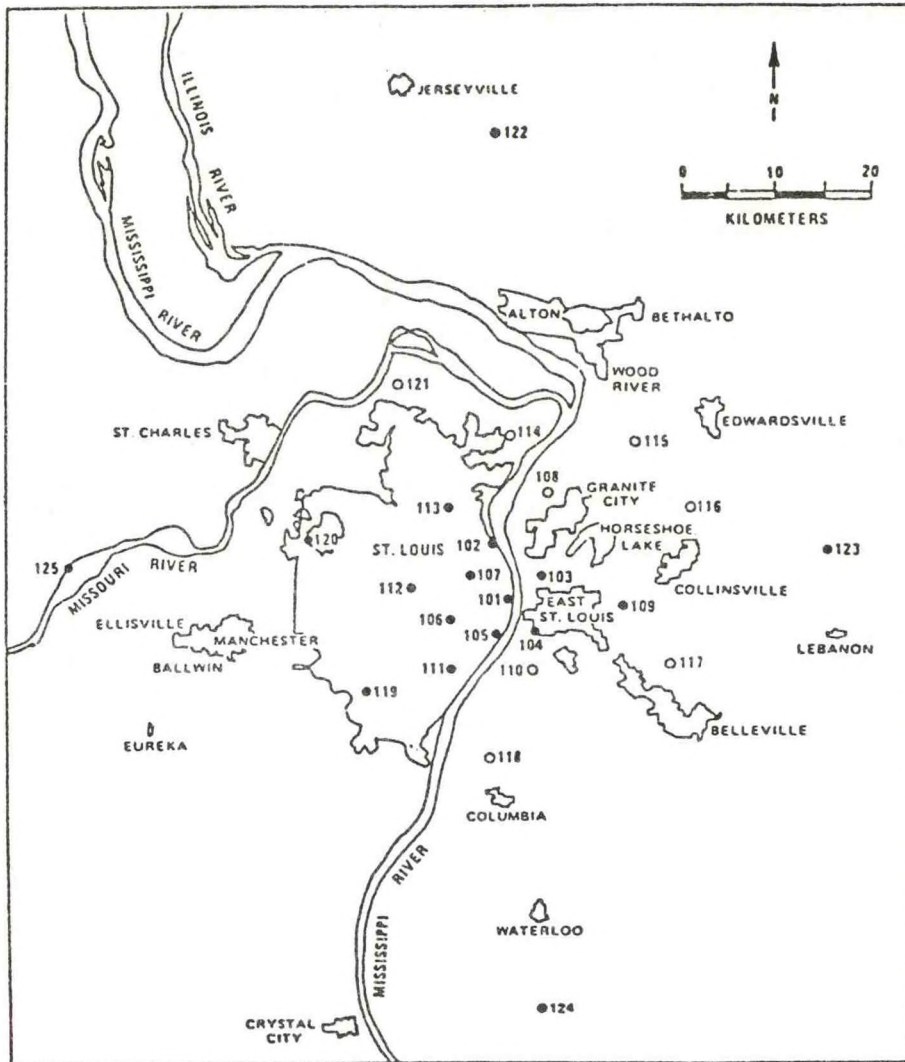 JERSEYVILLE
122
N
0 10 20
KILOMETERS
ILLINOIS
RIVER
MISSISSIPPI
RIVER
ALTON
BETHALTO
WOOD
RIVER
121
ST. CHARLES
114
115
EDWARDSVILLE
108
GRANITE
CITY
116
113
HORSESHOE
LAKE
120
ST. LOUIS
102
123
125
MISSOURI
RIVER
112
107
103
COLLINSVILLE
101
EAST
ST. LOUIS
109
ELLISVILLE
MANCHESTER
BALLWIN
106
105
104
LEBANON
111
110
117
119
BELLEVILLE
EUREKA
118
COLUMBIA
MISSISSIPPI
RIVER
WATERLOO
124
CRYSTAL
CITY